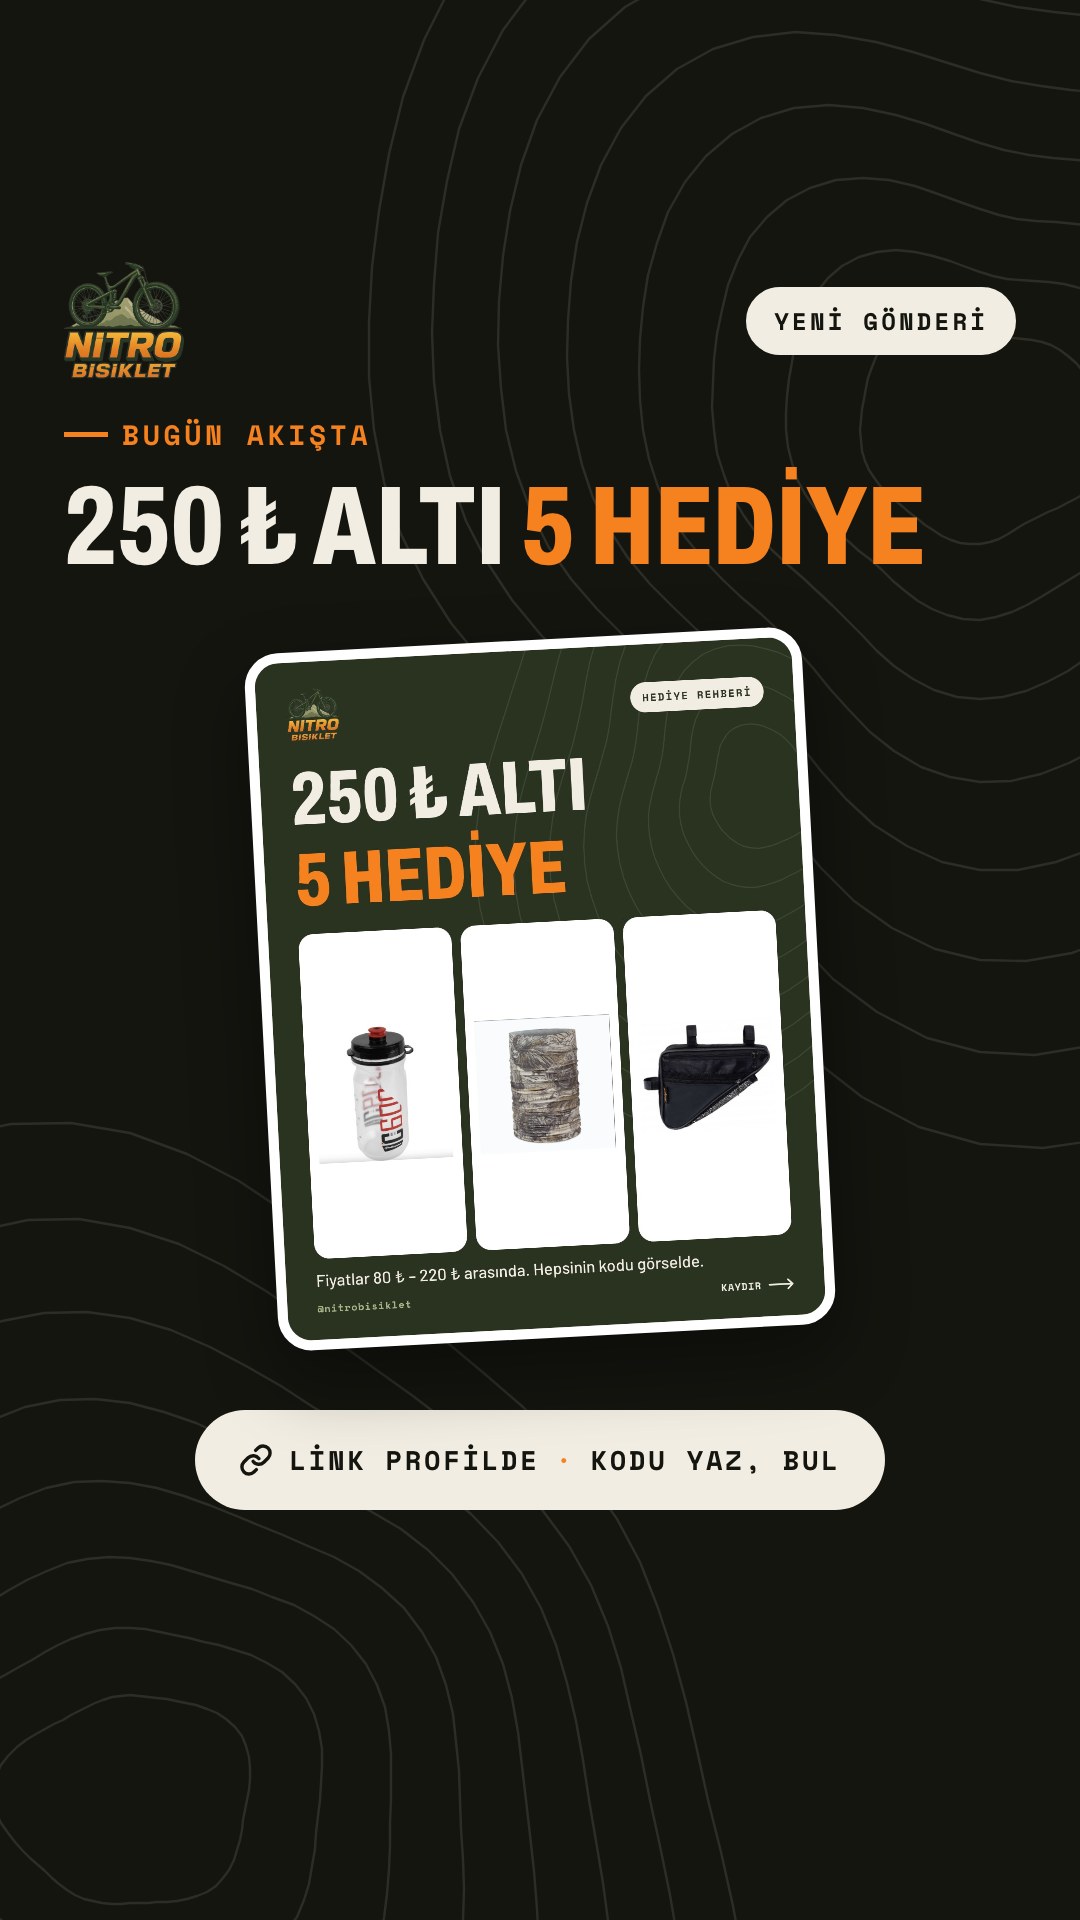 NiTRO
BiSiKLET
YENİ GÖNDERİ
BUGÜN AKIŞTA
250 ₺ ALTI 5 HEDİYE
NITRO
BISIKLET
HEDİYE REHBERİ
250 ₺ ALTI
5 HEDİYE
Fiyatlar 80 ₺ – 220 ₺ arasında. Hepsinin kodu görselde.
@nitrobisiklet
KAYDIR
LİNK PROFİLDE · KODU YAZ, BUL